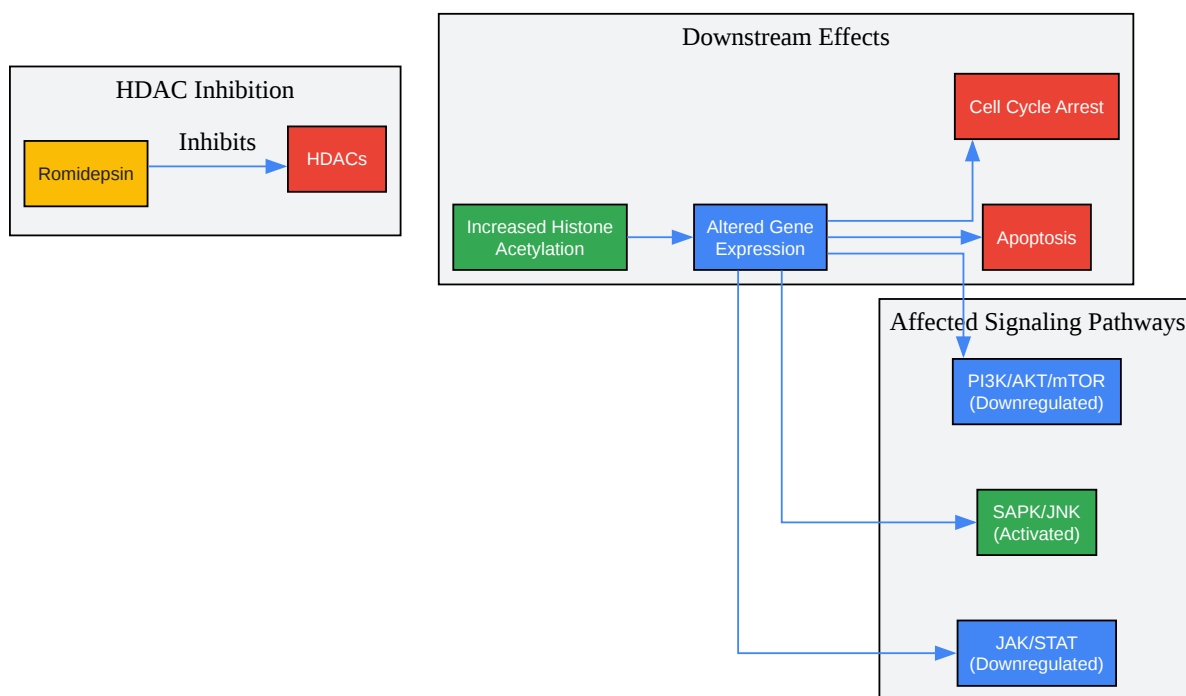 HDAC Inhibition
Romidepsin
Inhibits
HDACs
Downstream Effects
Increased Histone
Acetylation
Altered Gene
Expression
Cell Cycle Arrest
Apoptosis
Affected Signaling Pathways
PI3K/AKT/mTOR
(Downregulated)
SAPK/JNK
(Activated)
JAK/STAT
(Downregulated)